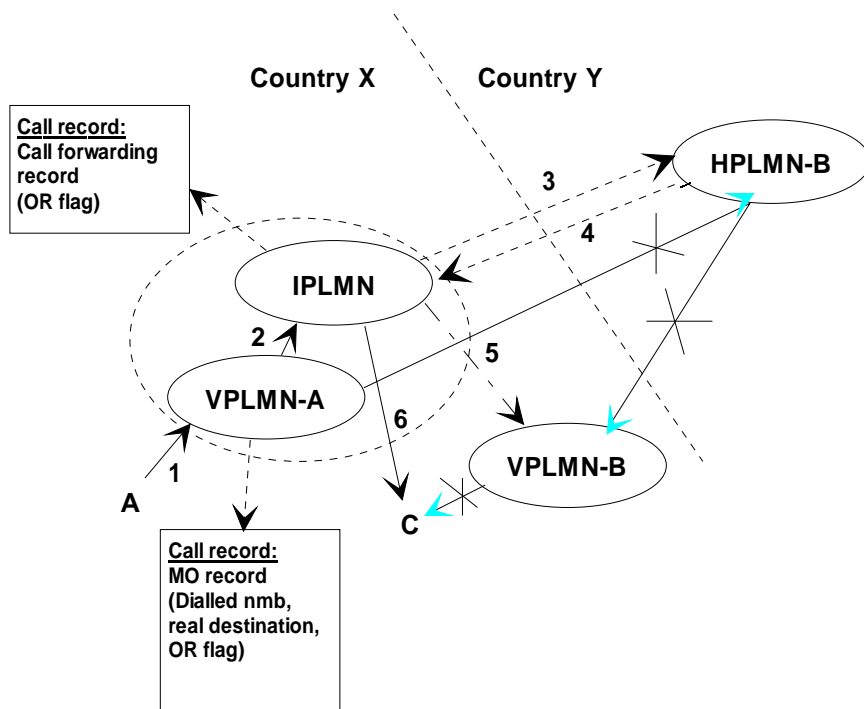 Country X
Country Y
Call record:
Call forwarding
record
(OR flag)
HPLMN-B
3
4
IPLMN
2
5
VPLMN-A
6
VPLMN-B
1
A
C
Call record:
MO record
(Dialled nmb,
real destination,
OR flag)